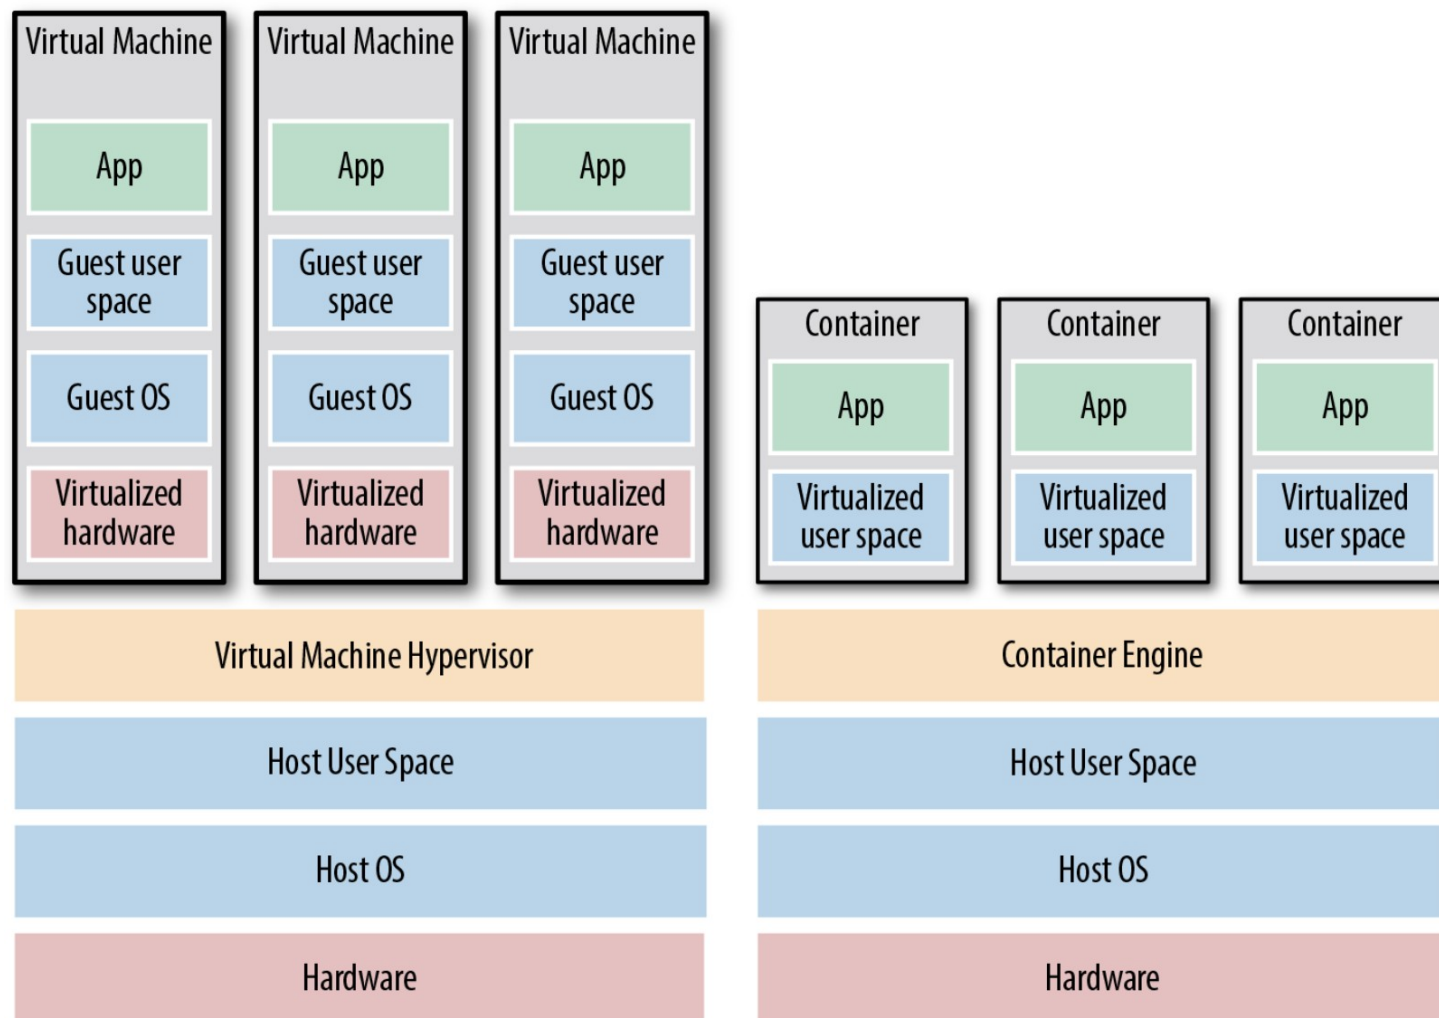 Virtual Machine
Virtual Machine
Virtual Machine
App
App
App
Guest user
space
Guest user
space
Guest user
space
Guest OS
Guest OS
Guest OS
Virtualized
hardware
Virtualized
hardware
Virtualized
hardware
Virtual Machine Hypervisor
Host User Space
Host OS
Hardware
Container
Container
Container
App
App
App
Virtualized
user space
Virtualized
user space
Virtualized
user space
Container Engine
Host User Space
Host OS
Hardware